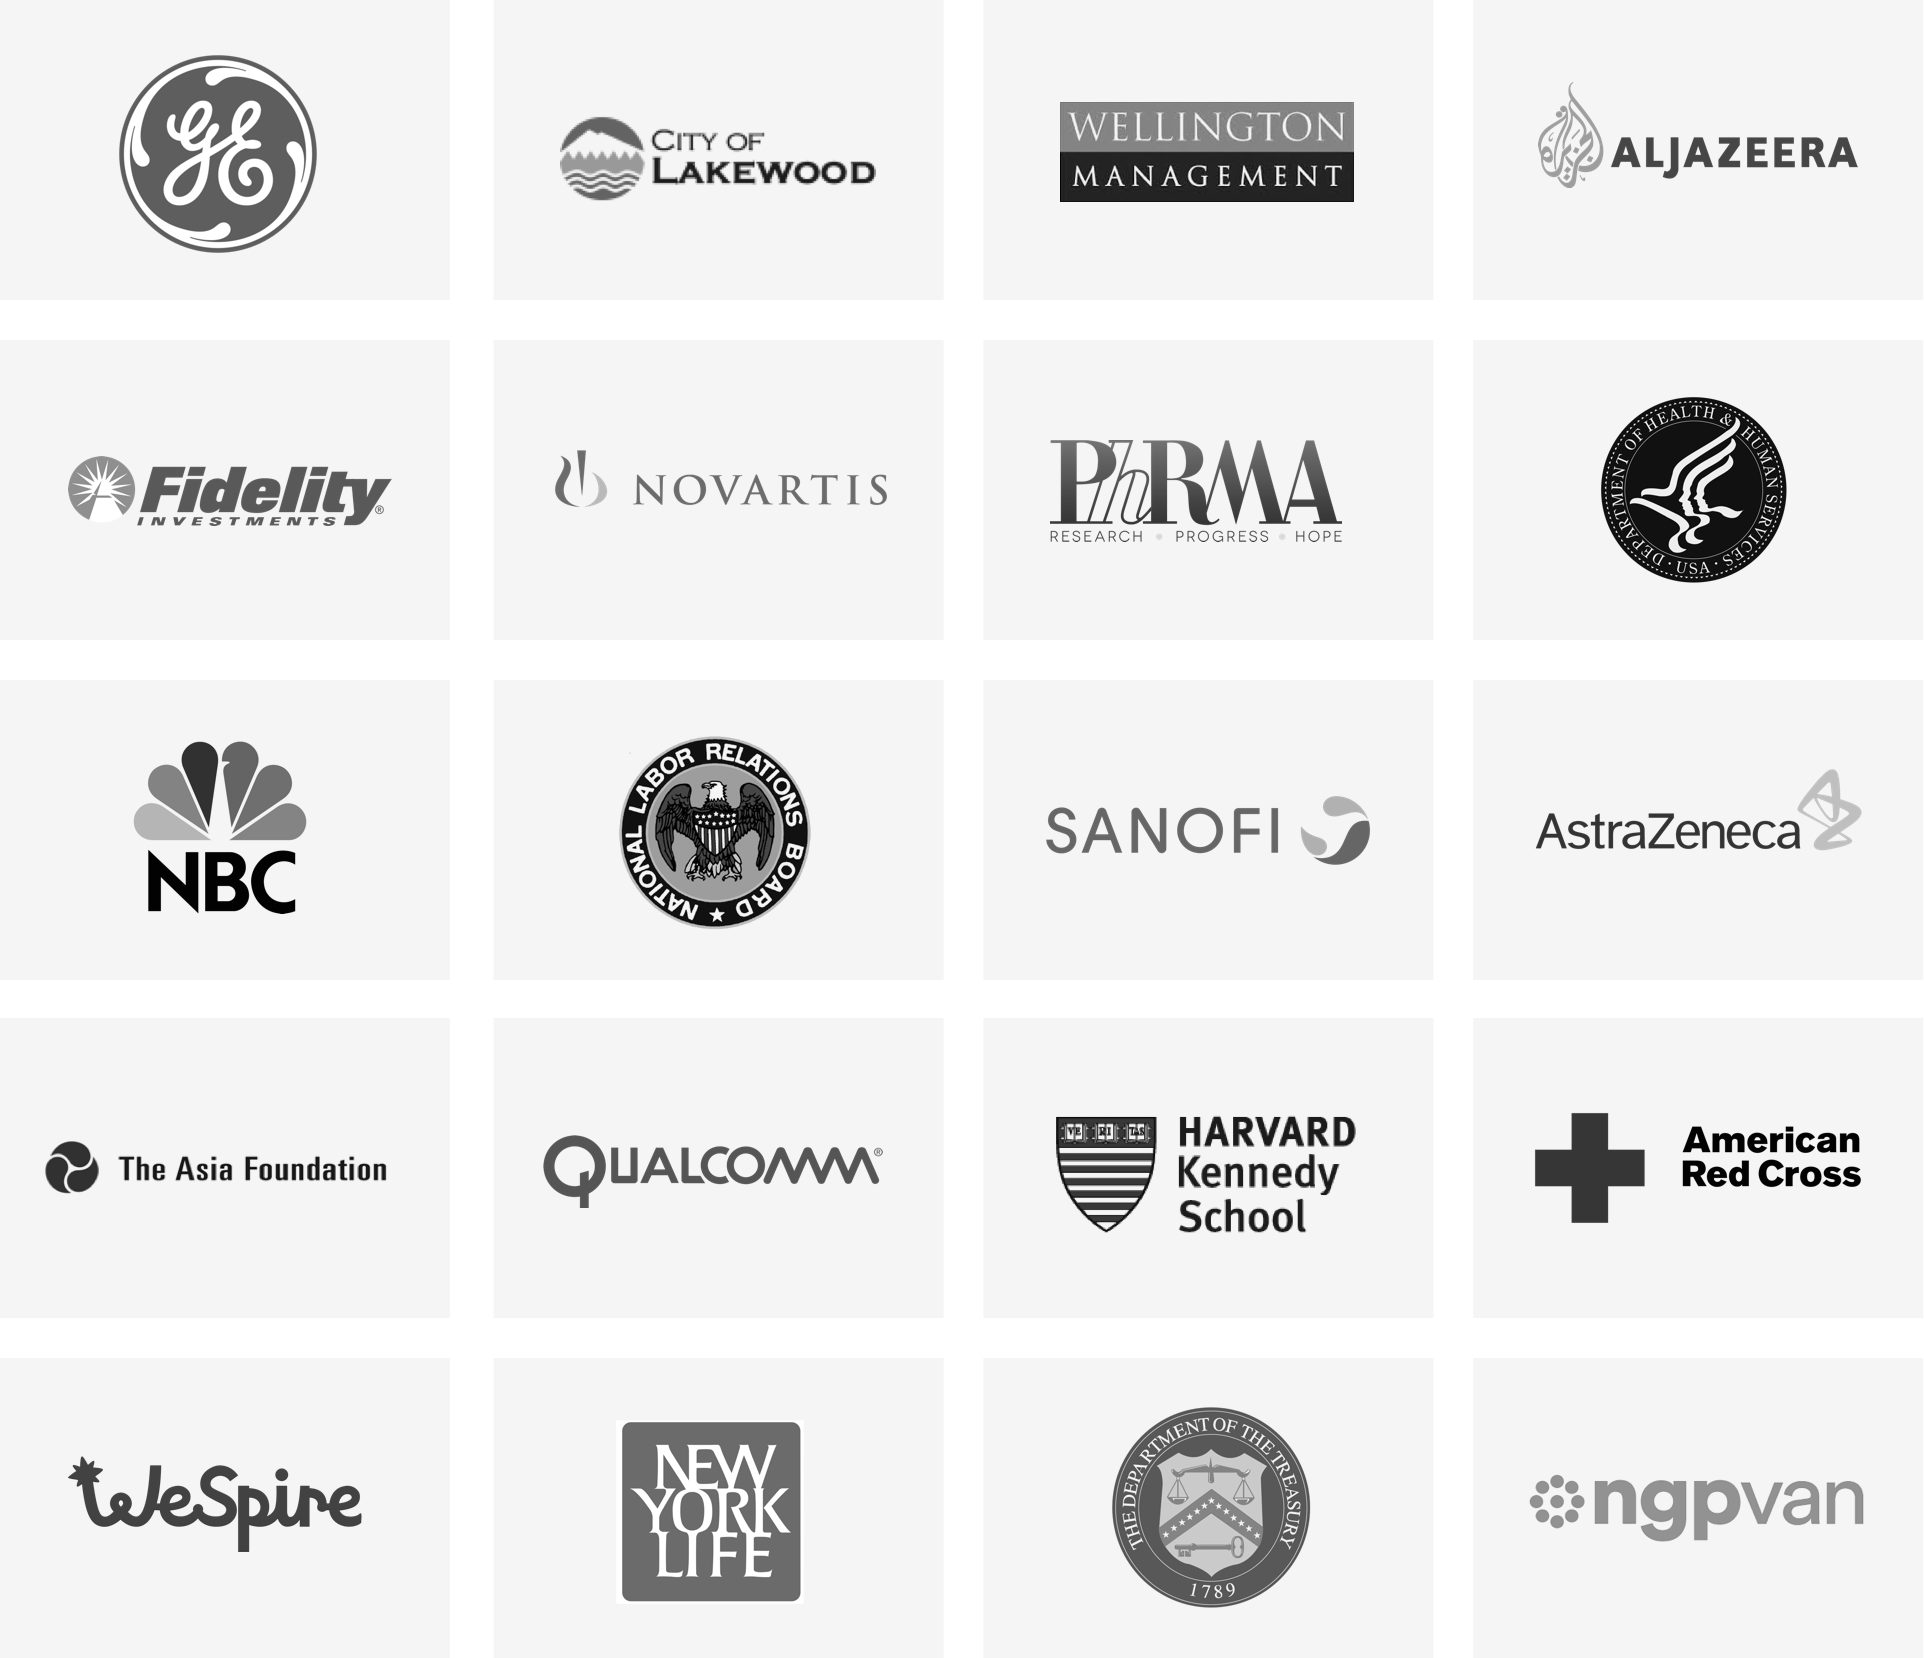 GE
CITY OF
LAKEWOOD
WELLINGTON
MANAGEMENT
الجزيرة
ALJAZEERA
Fidelity®
INVESTMENTS
NOVARTIS
PhRMA
RESEARCH • PROGRESS • HOPE
DEPARTMENT OF HEALTH & HUMAN SERVICES · USA ·
NBC
NATIONAL LABOR RELATIONS BOARD ★
SANOFI
AstraZeneca
The Asia Foundation
QUALCOMM®
VE RI TAS
HARVARD
Kennedy
School
American
Red Cross
WeSpire
NEW
YORK
LIFE
THE DEPARTMENT OF THE TREASURY
1789
ngpvan